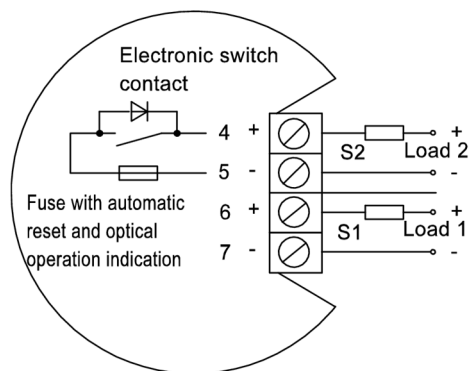 Electronic switch
contact
4 +
S2 Load 2 +
5 - -
Fuse with automatic
reset and optical
operation indication
6 +
S1 Load 1 +
7 - -